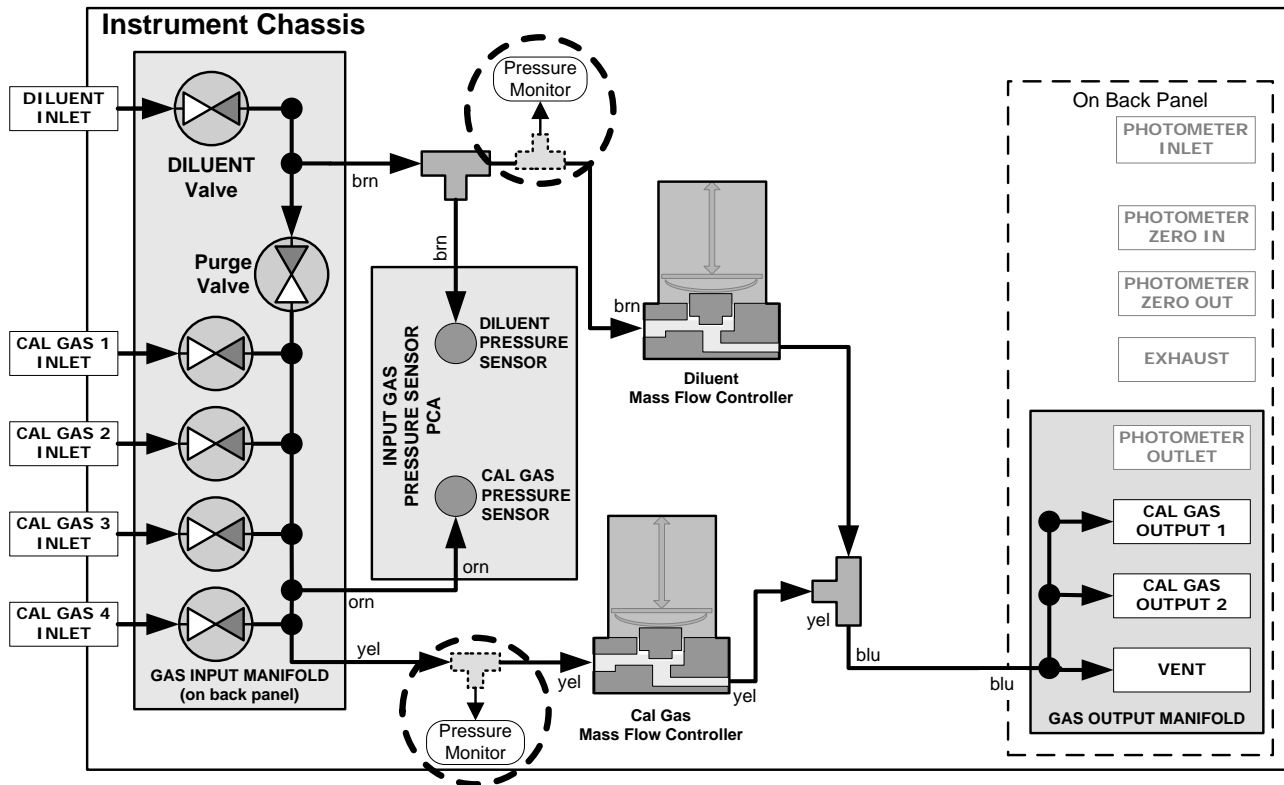 Instrument Chassis
DILUENT
INLET
DILUENT
Valve
Purge
Valve
CAL GAS 1
INLET
CAL GAS 2
INLET
CAL GAS 3
INLET
CAL GAS 4
INLET
GAS INPUT MANIFOLD
(on back panel)
brn
brn
Pressure
Monitor
INPUT GAS
PRESSURE SENSOR
PCA
DILUENT
PRESSURE
SENSOR
CAL GAS
PRESSURE
SENSOR
orn
orn
yel
Pressure
Monitor
yel
brn
Diluent
Mass Flow Controller
Cal Gas
Mass Flow Controller
yel
yel
blu
blu
On Back Panel
PHOTOMETER
INLET
PHOTOMETER
ZERO IN
PHOTOMETER
ZERO OUT
EXHAUST
PHOTOMETER
OUTLET
CAL GAS
OUTPUT 1
CAL GAS
OUTPUT 2
VENT
GAS OUTPUT MANIFOLD